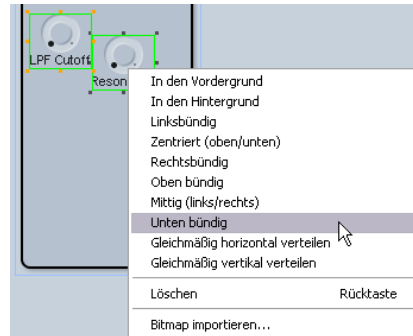 LPF Cutoff
Reson
In den Vordergrund
In den Hintergrund
Linksbündig
Zentriert (oben/unten)
Rechtsbündig
Oben bündig
Mittig (links/rechts)
Unten bündig
Gleichmäßig horizontal verteilen
Gleichmäßig vertikal verteilen
Löschen Rücktaste
Bitmap importieren...